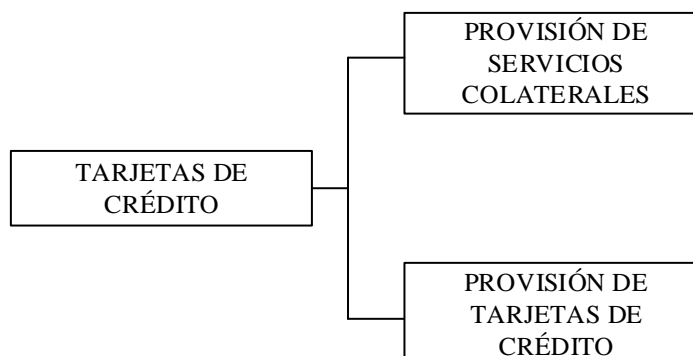 PROVISIÓN DE
SERVICIOS
COLATERALES
TARJETAS DE
CRÉDITO
PROVISIÓN DE
TARJETAS DE
CRÉDITO